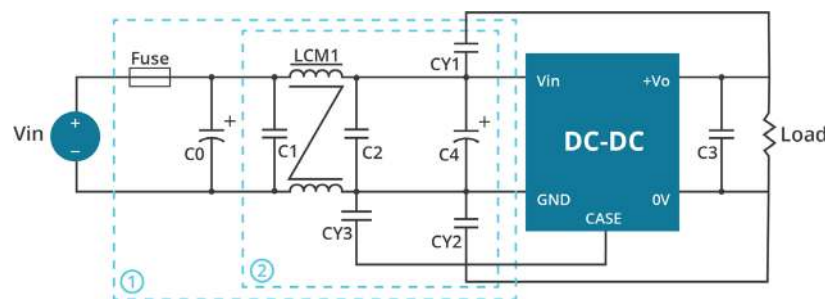 Fuse
LCM1
CY1
Vin
+
−
C0
+
C1
C2
C4
+
Vin
+Vo
DC-DC
GND
0V
CASE
C3
Load
CY3
CY2
1
2